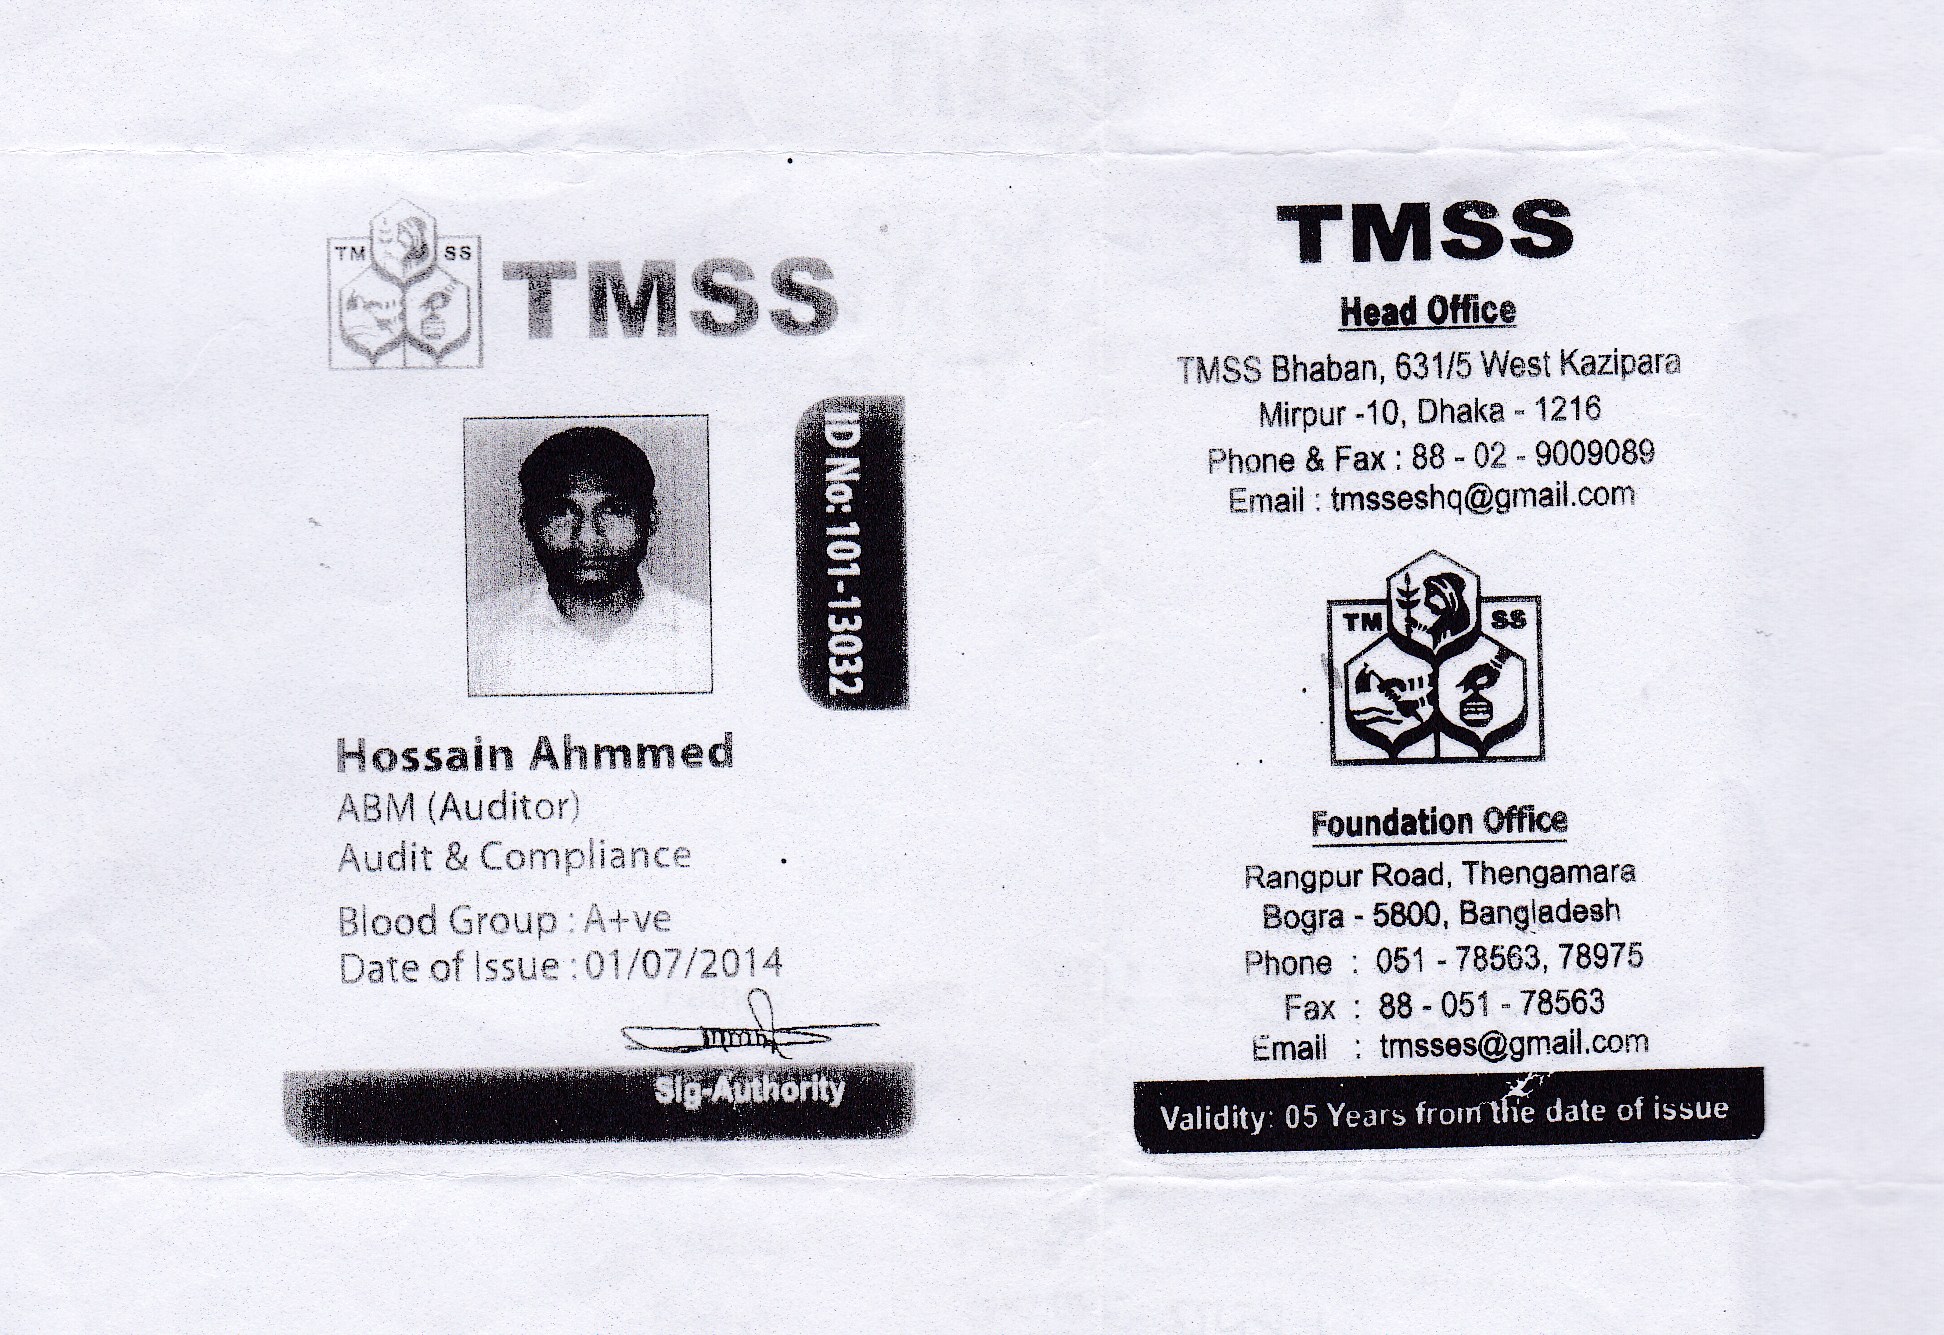 TM SS
TMSS
ID No: 101-13032
Hossain Ahmmed
ABM (Auditor)
Audit & Compliance
Blood Group : A+ve
Date of Issue : 01/07/2014
Sig-Authority
TMSS
Head Office
TMSS Bhaban, 631/5 West Kazipara
Mirpur -10, Dhaka - 1216
Phone & Fax : 88 - 02 - 9009089
Email : tmsseshq@gmail.com
TM SS
Foundation Office
Rangpur Road, Thengamara
Bogra - 5800, Bangladesh
Phone : 051 - 78563, 78975
Fax : 88 - 051 - 78563
Email : tmsses@gmail.com
Validity: 05 Years from the date of issue